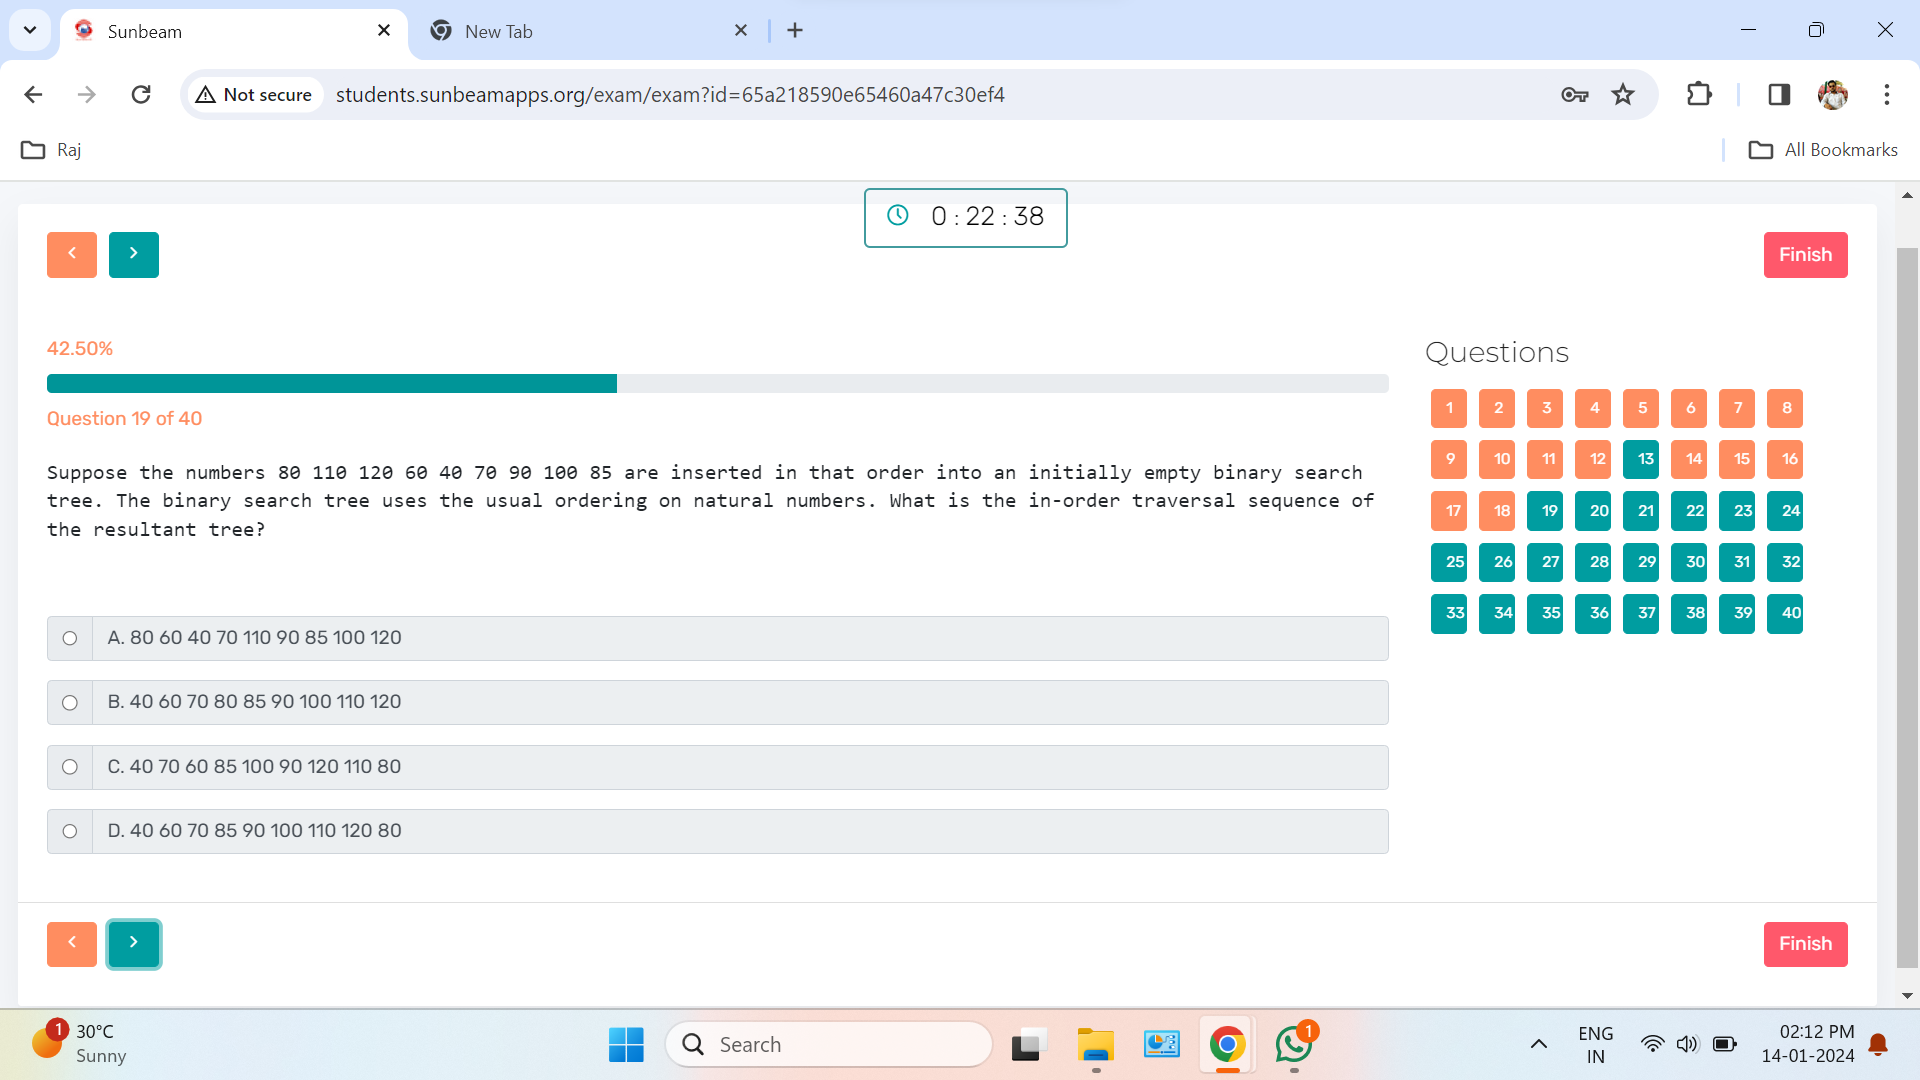 Sunbeam
New Tab
Not secure
students.sunbeamapps.org/exam/exam?id=65a218590e65460a47c30ef4
Raj
All Bookmarks
0 : 22 : 38
Finish
42.50%
Question 19 of 40
Suppose the numbers 80 110 120 60 40 70 90 100 85 are inserted in that order into an initially empty binary search
tree. The binary search tree uses the usual ordering on natural numbers. What is the in-order traversal sequence of
the resultant tree?
A. 80 60 40 70 110 90 85 100 120
B. 40 60 70 80 85 90 100 110 120
C. 40 70 60 85 100 90 120 110 80
D. 40 60 70 85 90 100 110 120 80
Questions
1 2 3 4 5 6 7 8
9 10 11 12 13 14 15 16
17 18 19 20 21 22 23 24
25 26 27 28 29 30 31 32
33 34 35 36 37 38 39 40
Finish
1
30°C
Sunny
Search
1
ENG
IN
02:12 PM
14-01-2024